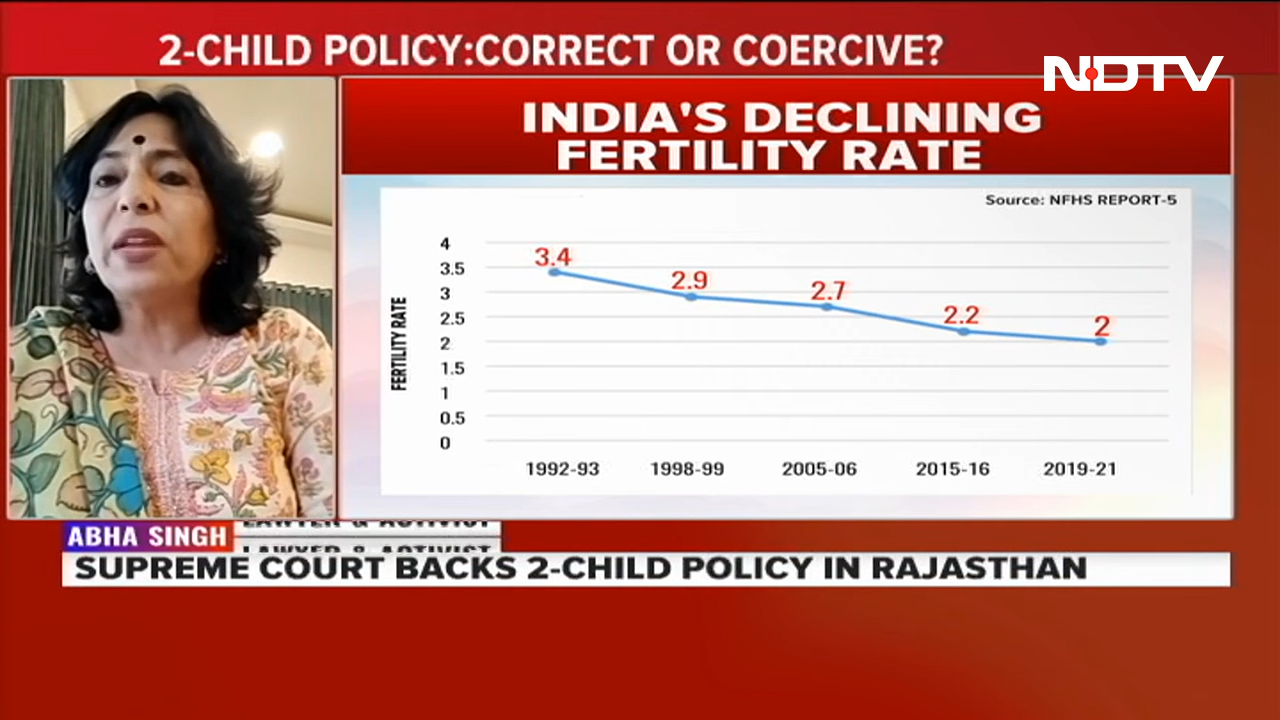 2-CHILD POLICY:CORRECT OR COERCIVE?
NDTV
INDIA'S DECLINING
FERTILITY RATE
Source: NFHS REPORT-5
FERTILITY RATE
4
3.5
3
2.5
2
1.5
1
0.5
0
3.4
2.9
2.7
2.2
2
1992-93
1998-99
2005-06
2015-16
2019-21
ABHA SINGH
LAWYER & ACTIVIST
LAWYER & ACTIVIST
SUPREME COURT BACKS 2-CHILD POLICY IN RAJASTHAN